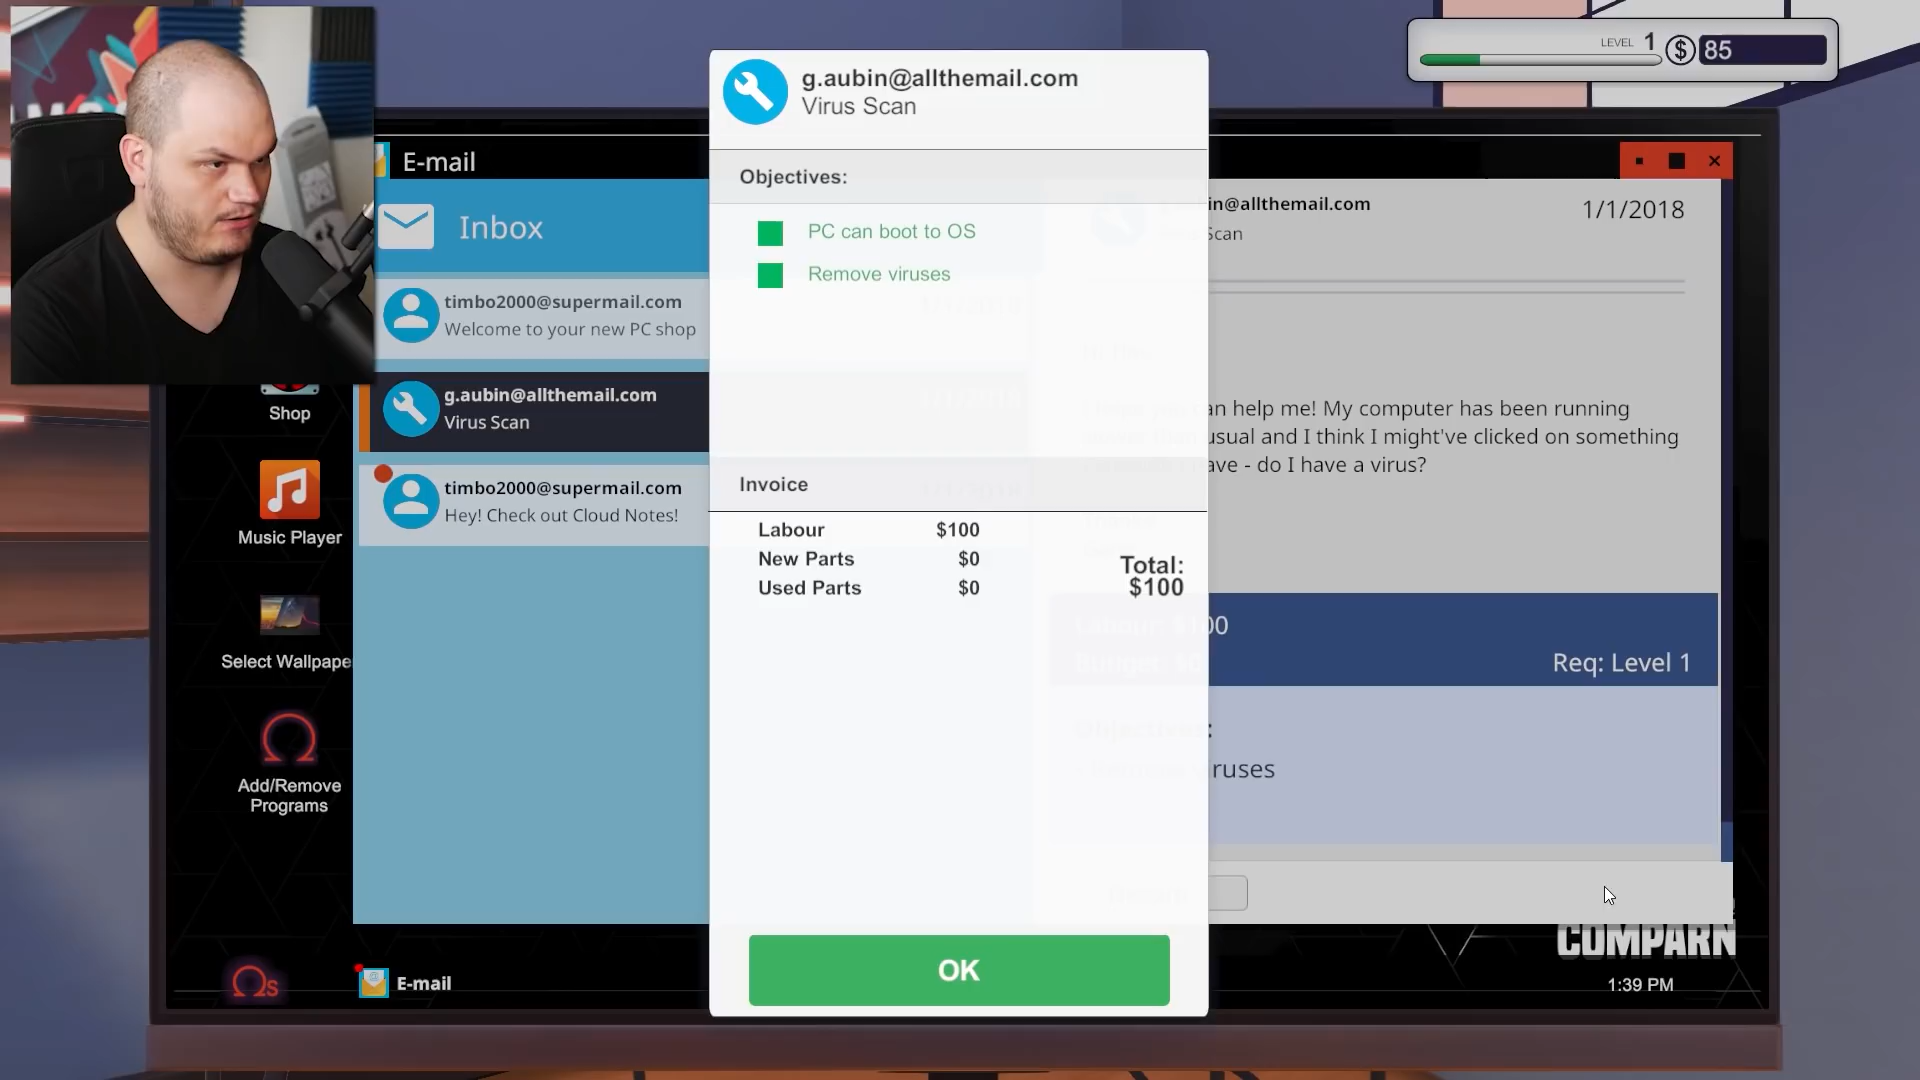 LEVEL 1 $ 85
g.aubin@allthemail.com
Virus Scan
E-mail
Objectives:
Inbox
in@allthemail.com
1/1/2018
Scan
PC can boot to OS
Remove viruses
timbo2000@supermail.com
Welcome to your new PC shop
g.aubin@allthemail.com
Virus Scan
Shop
an help me! My computer has been running
usual and I think I might've clicked on something
ave - do I have a virus?
timbo2000@supermail.com
Hey! Check out Cloud Notes!
Music Player
Invoice
Labour $100
New Parts $0
Used Parts $0
Total:
$100
Select Wallpape
Req: Level 1
Add/Remove
Programs
ruses
OK
E-mail
COMPARN
1:39 PM